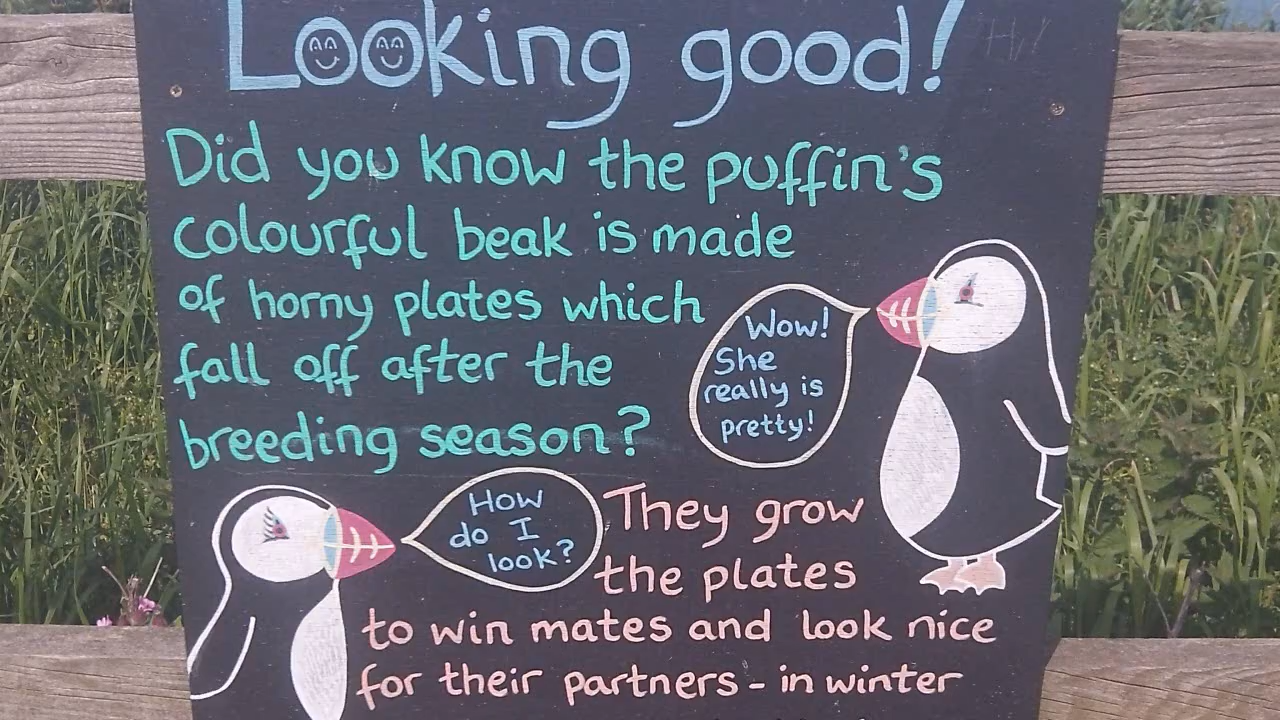 Looking good!
Did you know the puffin's
colourful beak is made
of horny plates which
fall off after the
breeding season?
Wow!
She
really is
pretty!
How
do I
look?
They grow
the plates
to win mates and look nice
for their partners - in winter